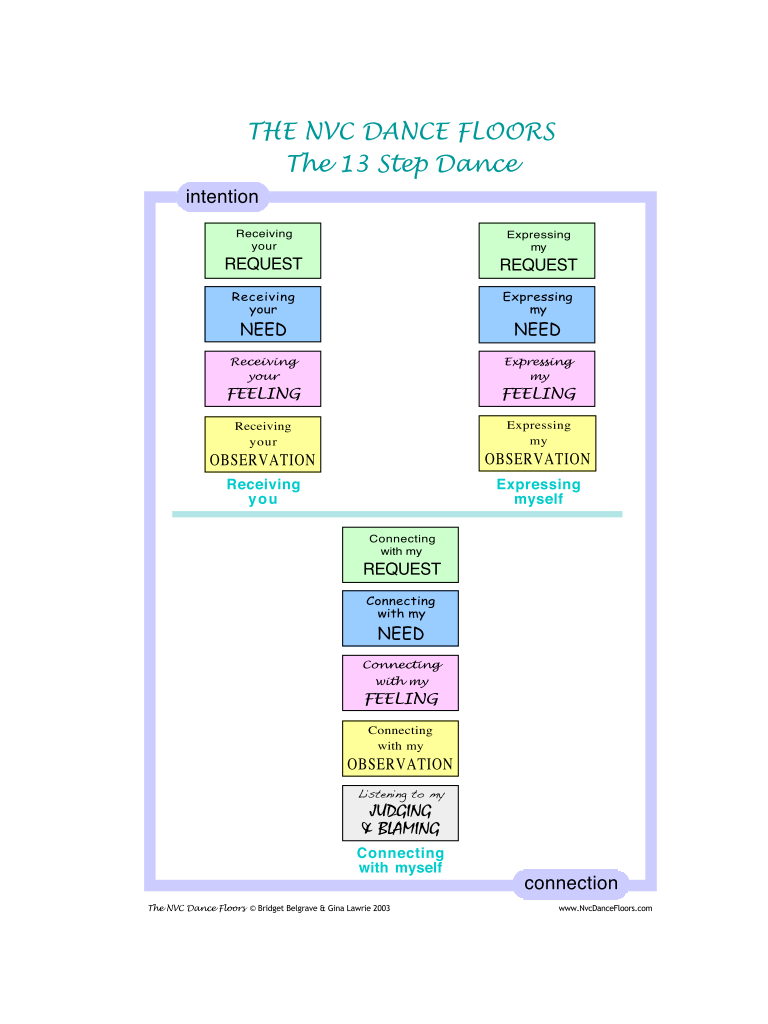 THE NVC DANCE FLOORS
The 13 Step Dance
intention
Receiving
your
REQUEST
Receiving
your
NEED
Receiving
your
FEELING
Receiving
your
OBSERVATION
Receiving
you
Expressing
my
REQUEST
Expressing
my
NEED
Expressing
my
FEELING
Expressing
my
OBSERVATION
Expressing
myself
Connecting
with my
REQUEST
Connecting
with my
NEED
Connecting
with my
FEELING
Connecting
with my
OBSERVATION
Listening to my
JUDGING
& BLAMING
Connecting
with myself
connection
The NVC Dance Floors © Bridget Belgrave & Gina Lawrie 2003
www.NvcDanceFloors.com